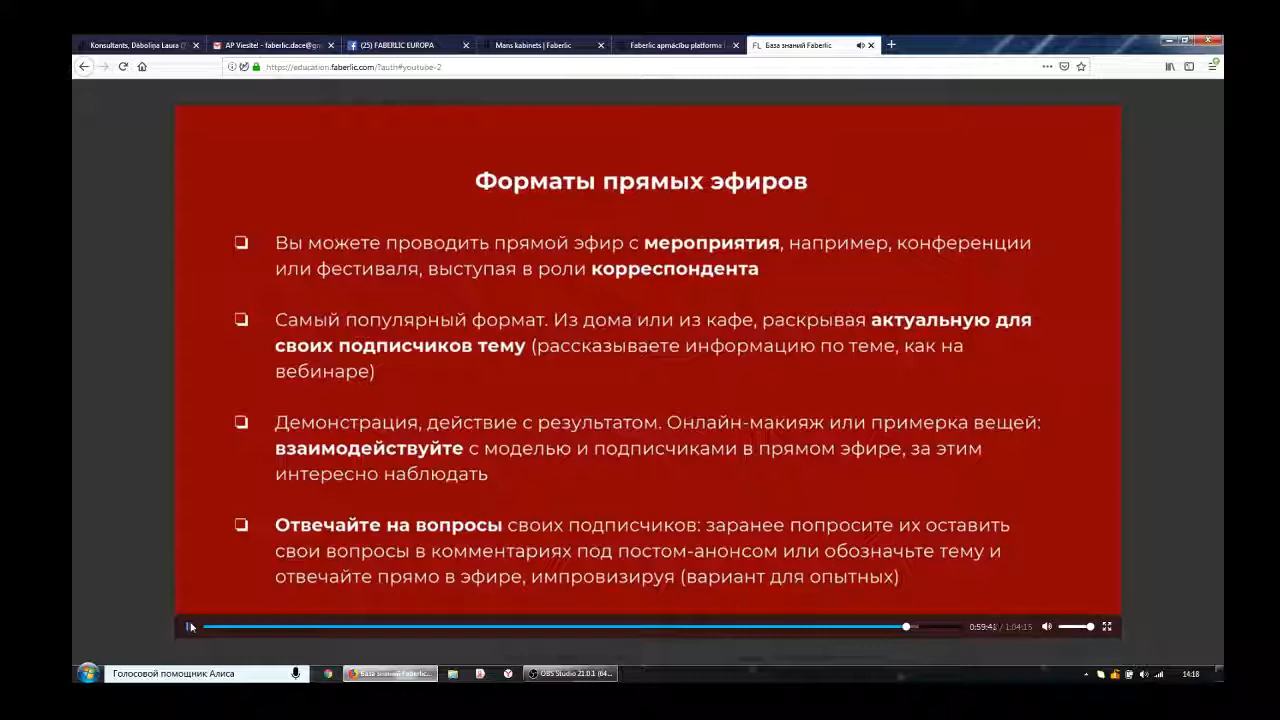 Konsultants, Dāboliņa Laura (
AP Viesīte! - faberlic.dace@gm
(25) FABERLIC EUROPA
Mans kabinets | Faberlic
Faberlic apmācību platforma
FL База знаний Faberlic
https://education.faberlic.com/?auth#youtube-2
Форматы прямых эфиров
Вы можете проводить прямой эфир с мероприятия, например, конференции
или фестиваля, выступая в роли корреспондента
Самый популярный формат. Из дома или из кафе, раскрывая актуальную для
своих подписчиков тему (рассказываете информацию по теме, как на
вебинаре)
Демонстрация, действие с результатом. Онлайн-макияж или примерка вещей:
взаимодействуйте с моделью и подписчиками в прямом эфире, за этим
интересно наблюдать
Отвечайте на вопросы своих подписчиков: заранее попросите их оставить
свои вопросы в комментариях под постом-анонсом или обозначьте тему и
отвечайте прямо в эфире, импровизируя (вариант для опытных)
0:59:41 / 1:04:15
Голосовой помощник Алиса
База знаний Faberlic...
OBS Studio 21.0.1 (64...
14:18